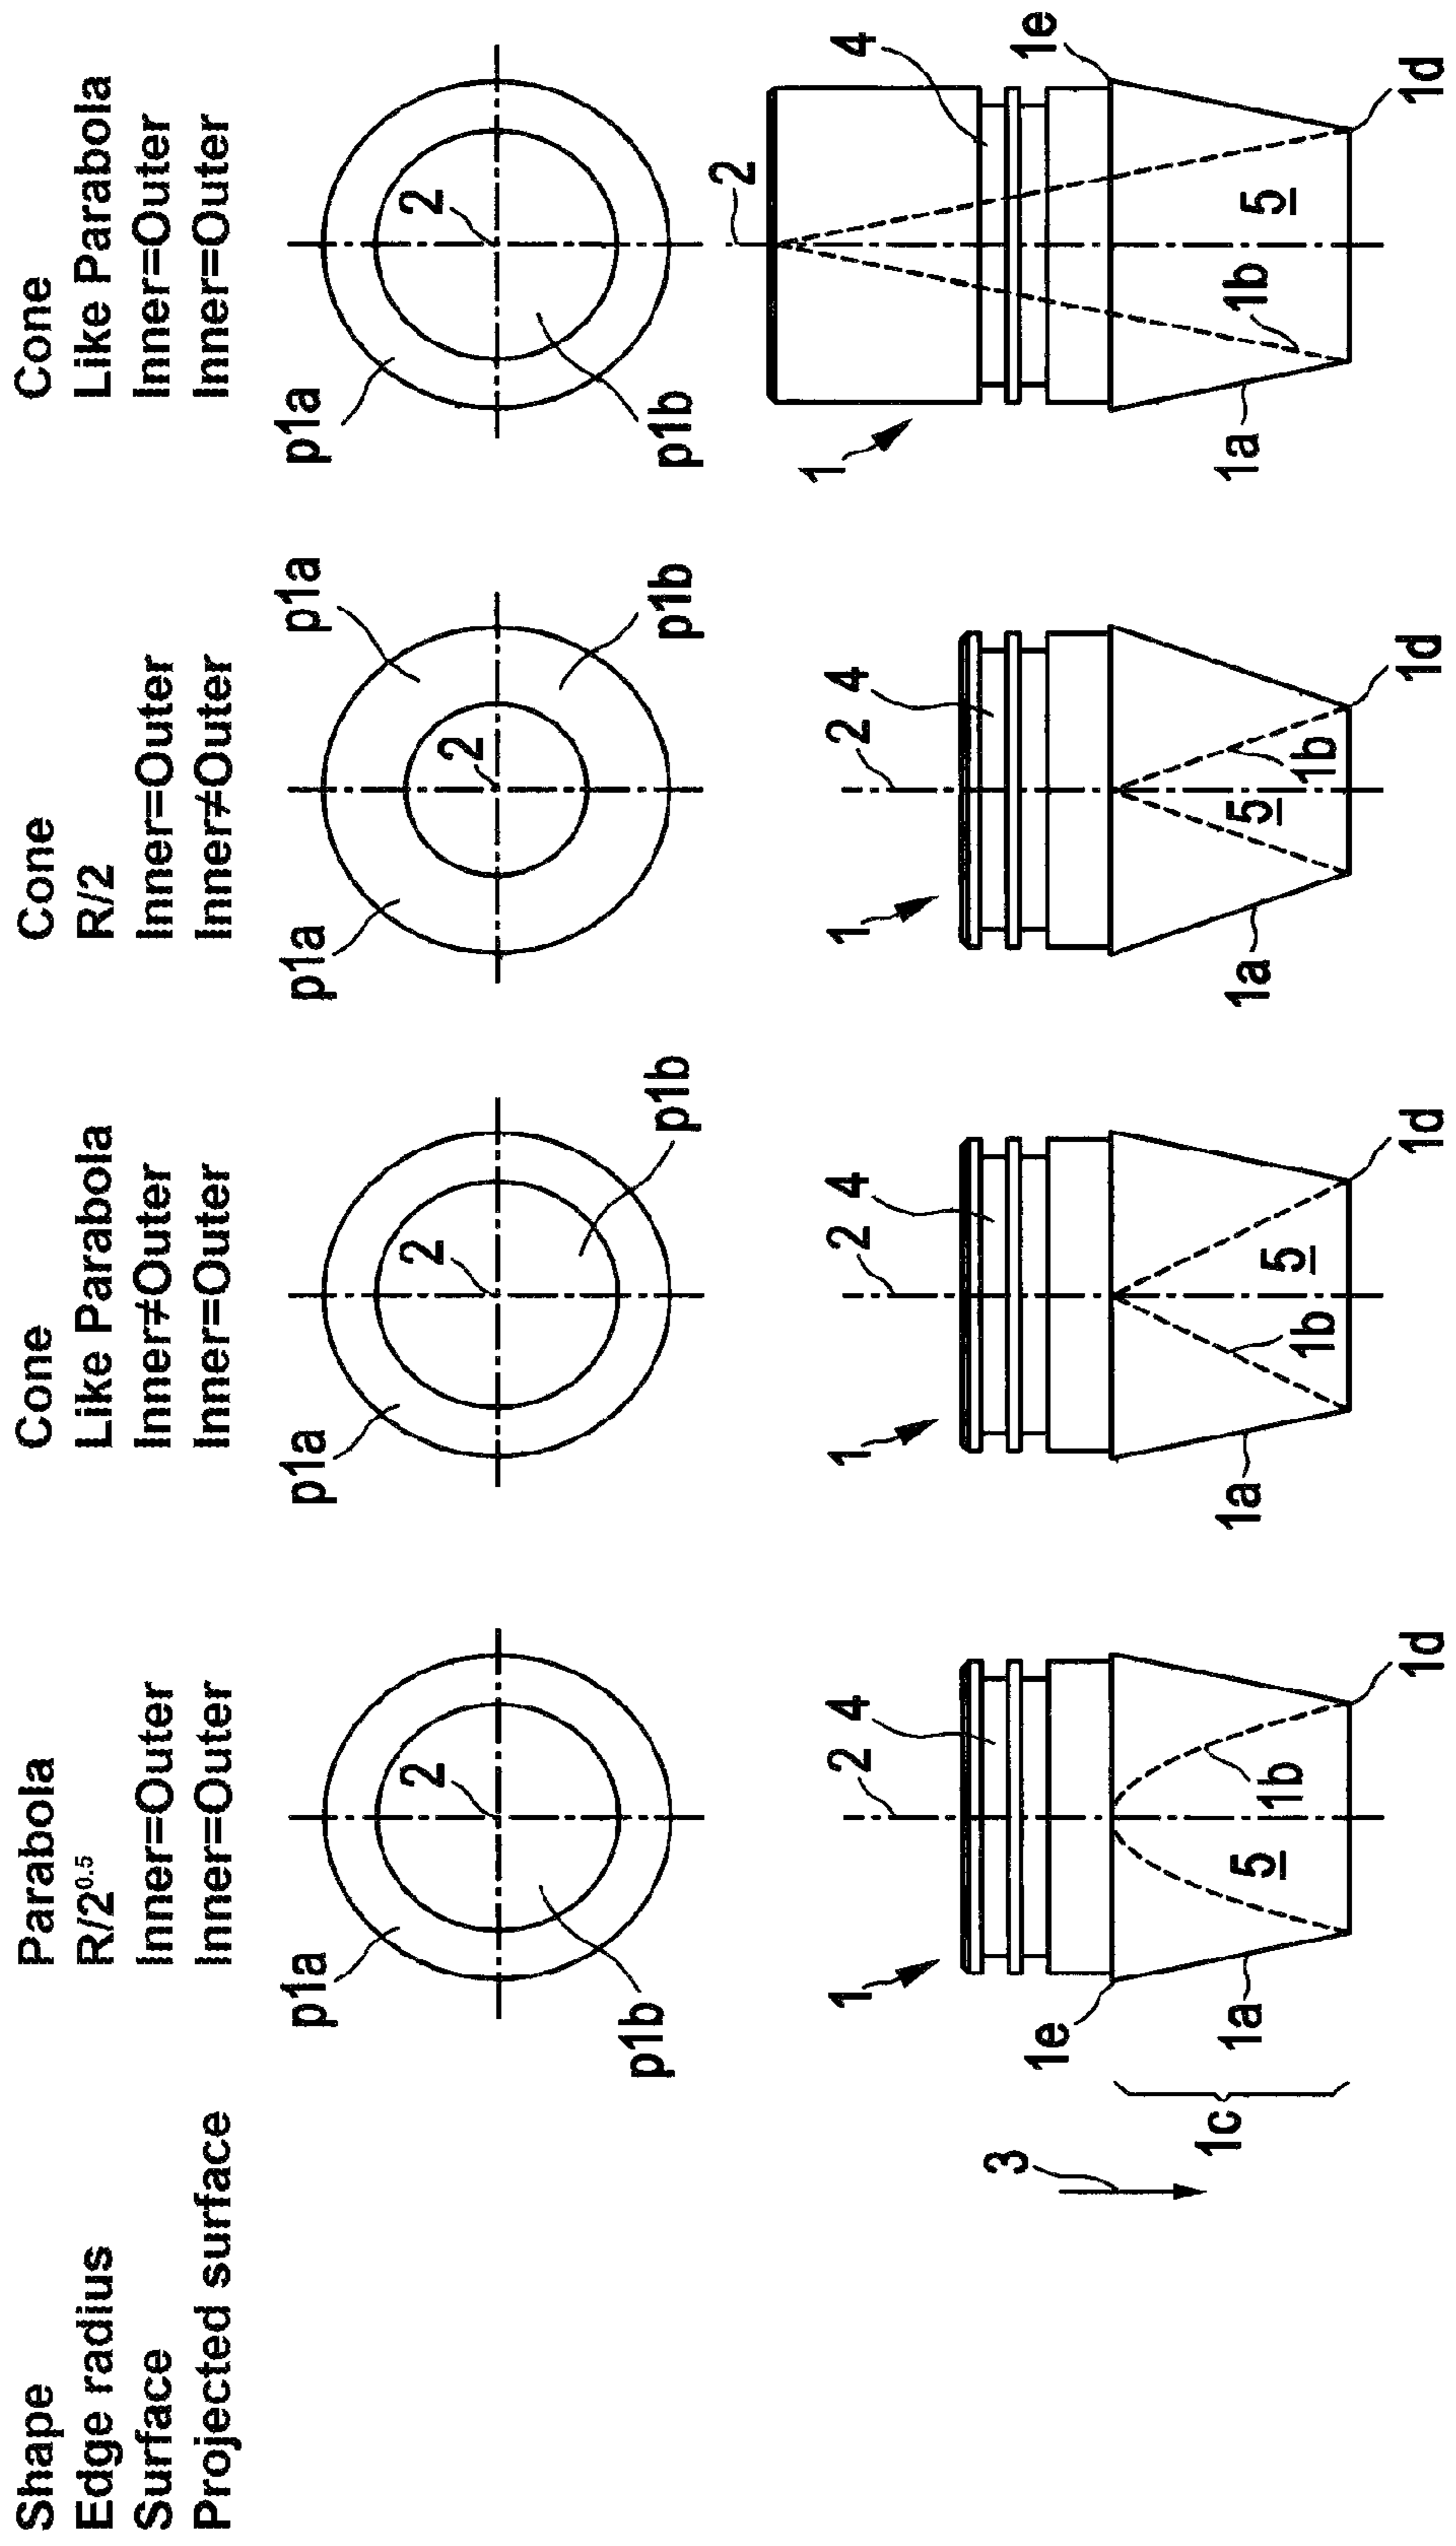 Shape
Edge radius
Surface
Projected surface
Parabola
R/2^0.5
Inner=Outer
Inner=Outer
Cone
Like Parabola
Inner≠Outer
Inner=Outer
Cone
R/2
Inner=Outer
Inner≠Outer
Cone
Like Parabola
Inner=Outer
Inner=Outer
p1a
2
p1b
p1a
2
p1b
p1a
2
p1a
p1b
p1a
2
p1b
3
1c
1e
1
2
4
1a
5
1b
1d
1
2
4
1a
1b
5
1d
1
2
4
1a
5
1b
1d
1
2
4
1e
1a
1b
5
1d